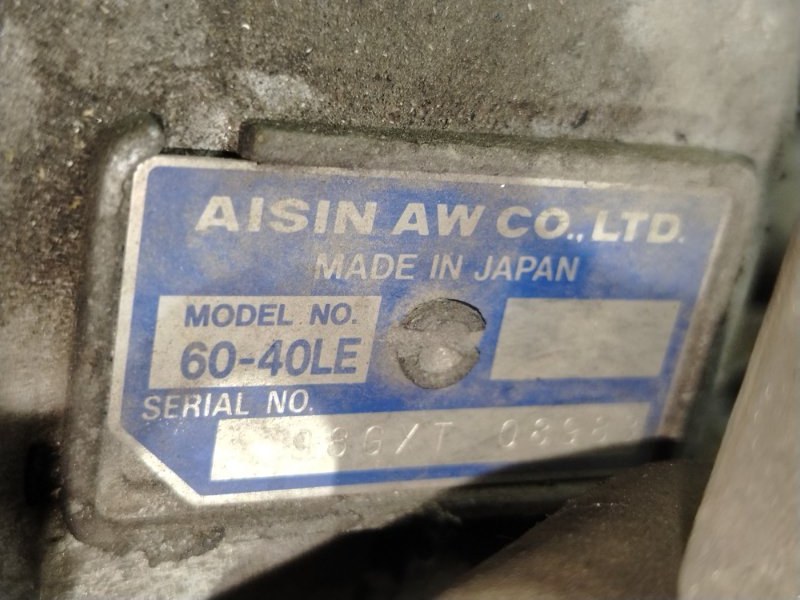 AISIN AW CO., LTD.
MADE IN JAPAN
MODEL NO.
60-40LE
SERIAL NO.